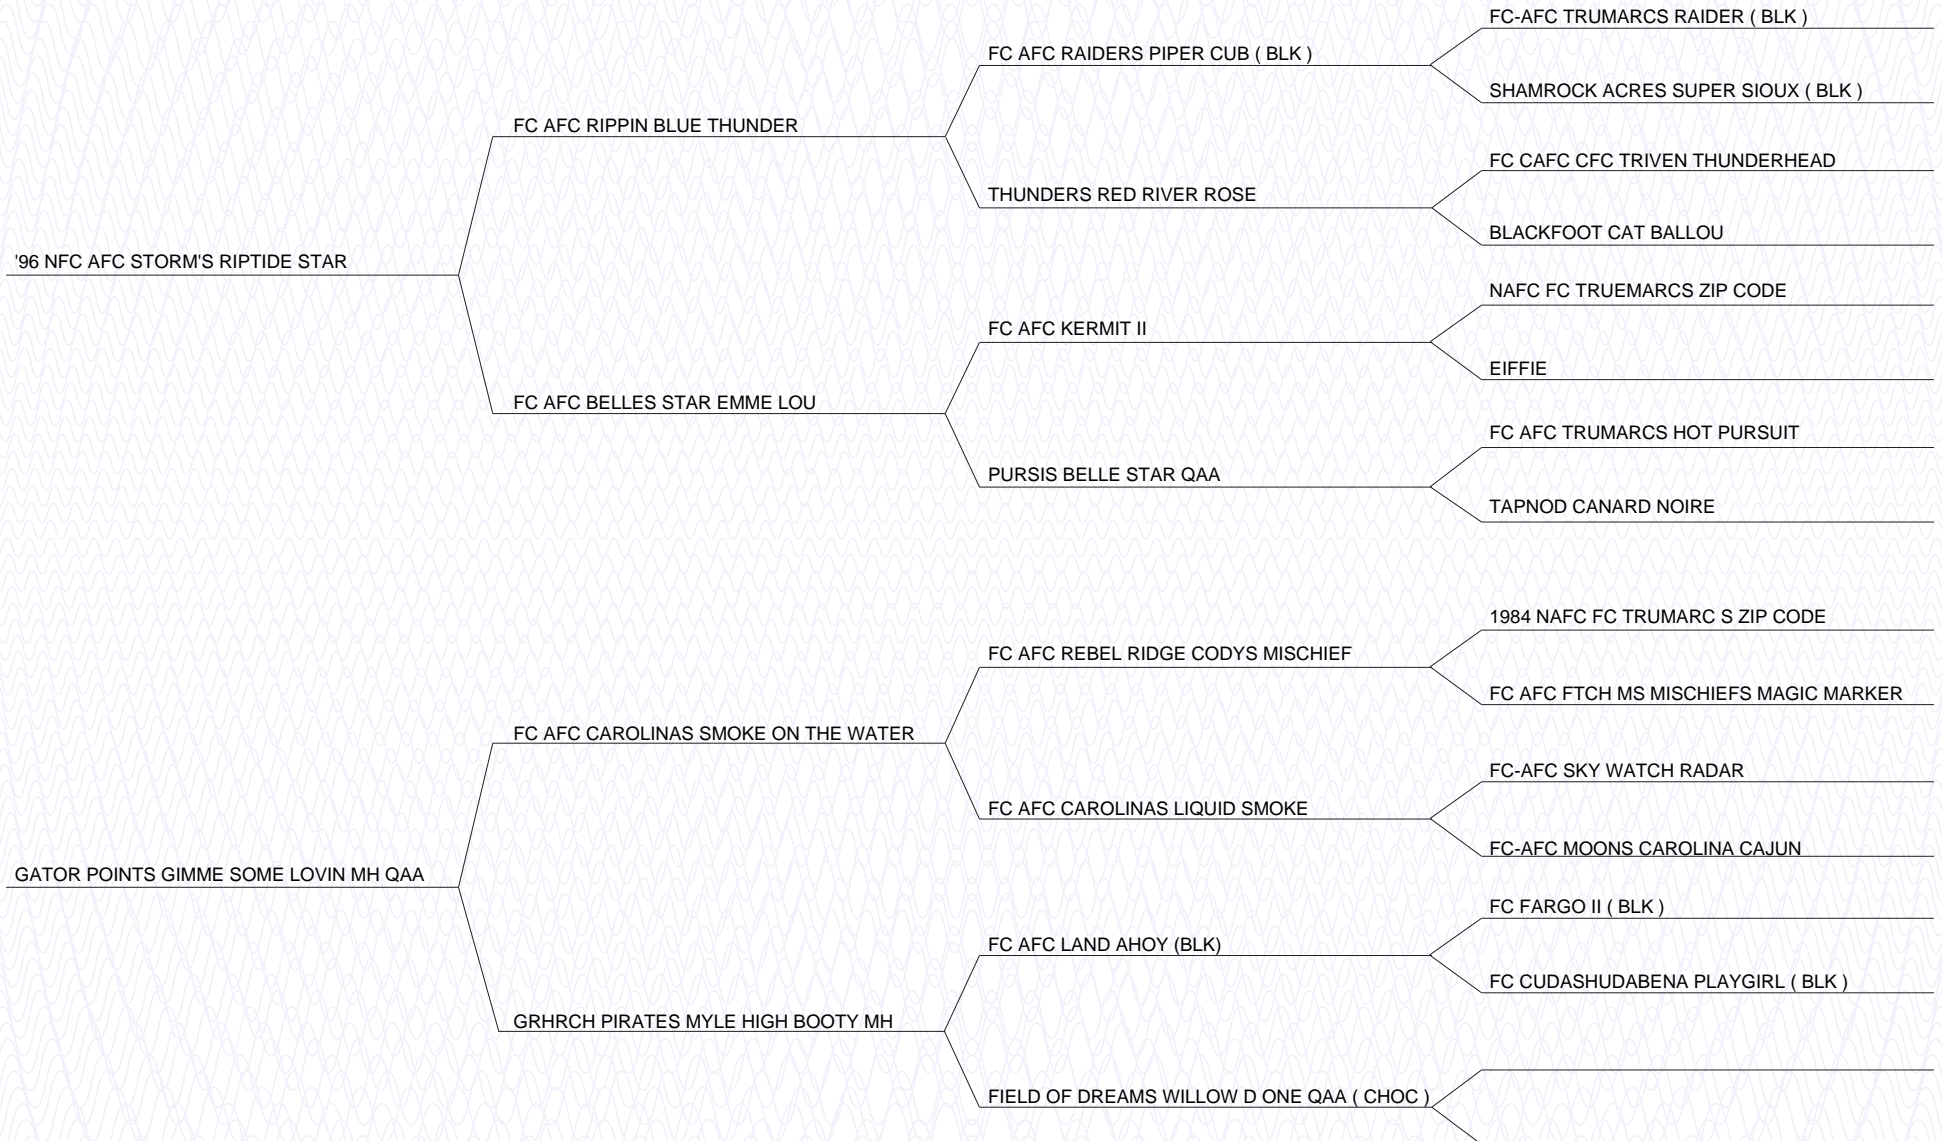 FC-AFC TRUMARCS RAIDER ( BLK )
FC AFC RAIDERS PIPER CUB ( BLK )
SHAMROCK ACRES SUPER SIOUX ( BLK )
FC AFC RIPPIN BLUE THUNDER
FC CAFC CFC TRIVEN THUNDERHEAD
THUNDERS RED RIVER ROSE
BLACKFOOT CAT BALLOU
'96 NFC AFC STORM'S RIPTIDE STAR
NAFC FC TRUEMARCS ZIP CODE
FC AFC KERMIT II
EIFFIE
FC AFC BELLES STAR EMME LOU
FC AFC TRUMARCS HOT PURSUIT
PURSIS BELLE STAR QAA
TAPNOD CANARD NOIRE
1984 NAFC FC TRUMARC S ZIP CODE
FC AFC REBEL RIDGE CODYS MISCHIEF
FC AFC FTCH MS MISCHIEFS MAGIC MARKER
FC AFC CAROLINAS SMOKE ON THE WATER
FC-AFC SKY WATCH RADAR
FC AFC CAROLINAS LIQUID SMOKE
FC-AFC MOONS CAROLINA CAJUN
GATOR POINTS GIMME SOME LOVIN MH QAA
FC FARGO II ( BLK )
FC AFC LAND AHOY (BLK)
FC CUDASHUDABENA PLAYGIRL ( BLK )
GRHRCH PIRATES MYLE HIGH BOOTY MH
FIELD OF DREAMS WILLOW D ONE QAA ( CHOC )